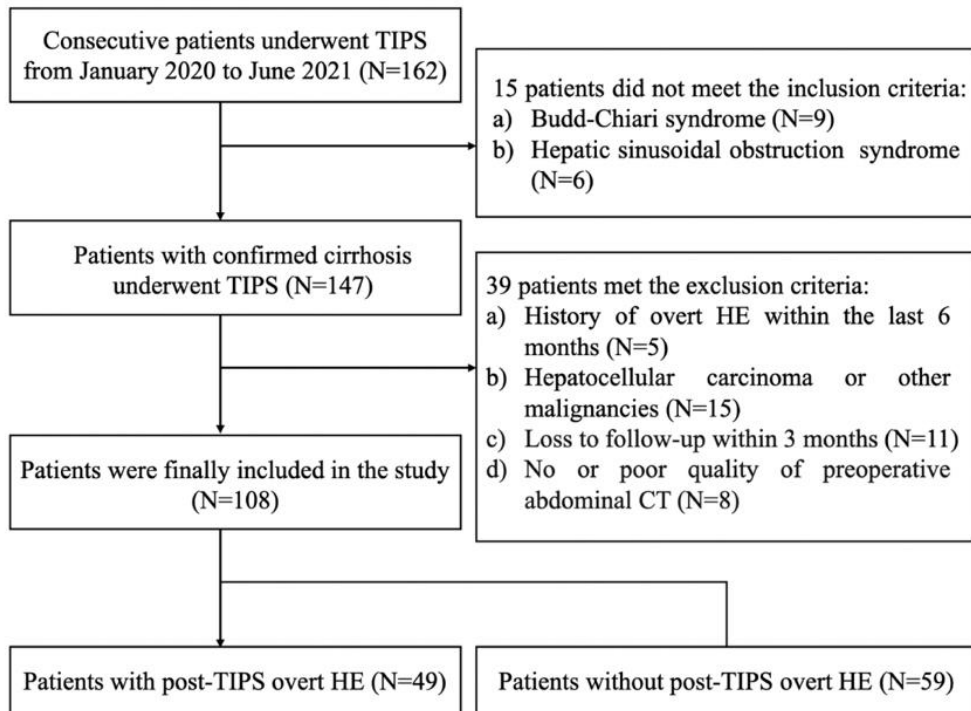 Consecutive patients underwent TIPS
from January 2020 to June 2021 (N=162)
15 patients did not meet the inclusion criteria:
a) Budd-Chiari syndrome (N=9)
b) Hepatic sinusoidal obstruction syndrome
(N=6)
Patients with confirmed cirrhosis
underwent TIPS (N=147)
39 patients met the exclusion criteria:
a) History of overt HE within the last 6
months (N=5)
b) Hepatocellular carcinoma or other
malignancies (N=15)
c) Loss to follow-up within 3 months (N=11)
d) No or poor quality of preoperative
abdominal CT (N=8)
Patients were finally included in the study
(N=108)
Patients with post-TIPS overt HE (N=49)
Patients without post-TIPS overt HE (N=59)